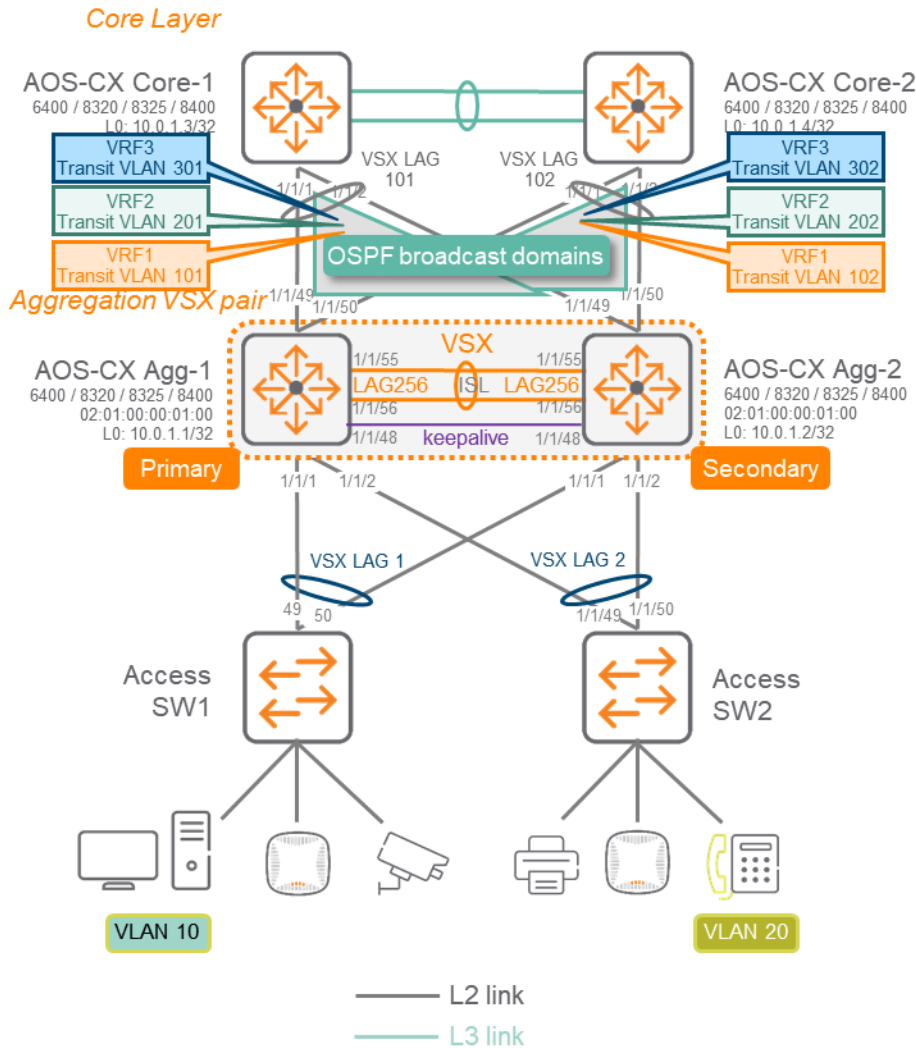 Core Layer
AOS-CX Core-1
6400 / 8320 / 8325 / 8400
L0: 10.0.1.3/32
AOS-CX Core-2
6400 / 8320 / 8325 / 8400
L0: 10.0.1.4/32
VRF3
Transit VLAN 301
VRF2
Transit VLAN 201
VRF1
Transit VLAN 101
VRF3
Transit VLAN 302
VRF2
Transit VLAN 202
VRF1
Transit VLAN 102
VSX LAG
101
VSX LAG
102
1/1/1
1/1/2
1/1/1
1/1/2
OSPF broadcast domains
Aggregation VSX pair
1/1/49
1/1/50
1/1/49
1/1/50
VSX
AOS-CX Agg-1
6400 / 8320 / 8325 / 8400
02:01:00:00:01:00
L0: 10.0.1.1/32
1/1/55
1/1/55
LAG256
ISL
LAG256
1/1/56
1/1/56
keepalive
1/1/48
1/1/48
AOS-CX Agg-2
6400 / 8320 / 8325 / 8400
02:01:00:00:01:00
L0: 10.0.1.2/32
Primary
Secondary
1/1/1
1/1/2
1/1/1
1/1/2
VSX LAG 1
VSX LAG 2
49
50
1/1/49
1/1/50
Access
SW1
Access
SW2
VLAN 10
VLAN 20
L2 link
L3 link